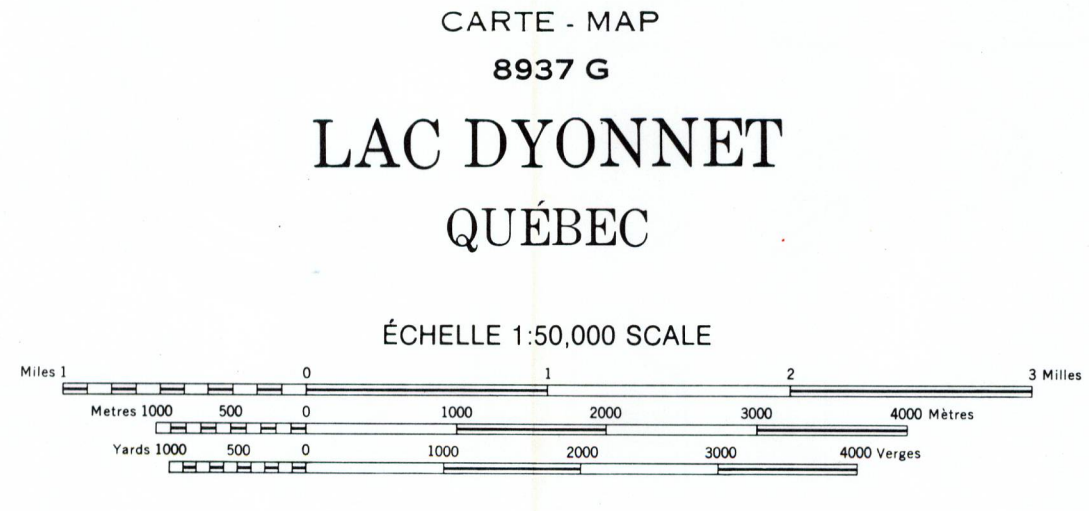 CARTE - MAP
8937 G
LAC DYONNET
QUÉBEC
ÉCHELLE 1:50,000 SCALE
Miles 1 0 1 2 3 Milles
Metres 1000 500 0 1000 2000 3000 4000 Mètres
Yards 1000 500 0 1000 2000 3000 4000 Verges